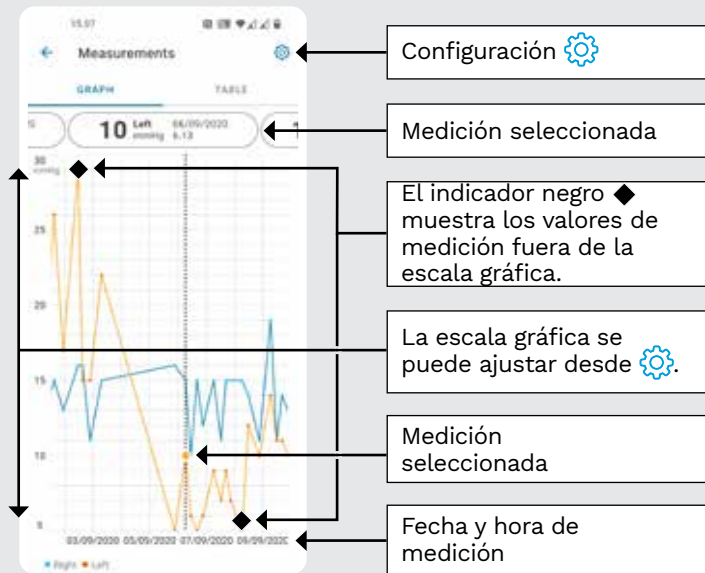 15.07
Measurements
GRAPH
TABLE
10 Left 06/09/2020
mmHg 6.13
30
mmHg
25
20
15
10
5
03/09/2020 05/09/2020 07/09/2020 09/09/2020
Right Left
Configuración
Medición seleccionada
El indicador negro ◆
muestra los valores de
medición fuera de la
escala gráfica.
La escala gráfica se
puede ajustar desde .
Medición
seleccionada
Fecha y hora de
medición